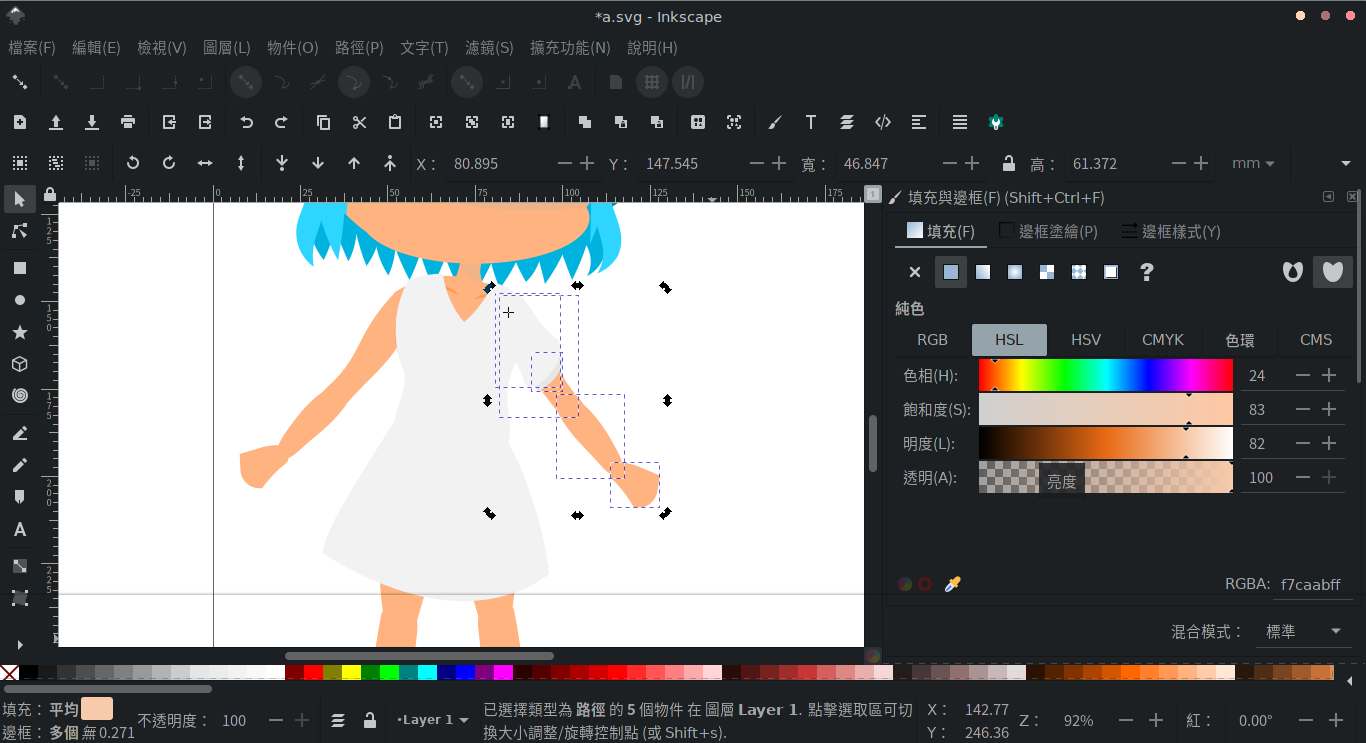 *a.svg - Inkscape
檔案(F) 編輯(E) 檢視(V) 圖層(L) 物件(O) 路徑(P) 文字(T) 濾鏡(S) 擴充功能(N) 說明(H)
X： 80.895 Y： 147.545 寬： 46.847 高： 61.372 mm
-25 0 25 50 75 100 125 150 175 1
125
150
175
200
225
填充與邊框(F) (Shift+Ctrl+F)
填充(F) 邊框塗繪(P) 邊框樣式(Y)
純色
RGB HSL HSV CMYK 色環 CMS
色相(H): 24
飽和度(S): 83
明度(L): 82
透明(A): 100
亮度
RGBA: f7caabff
混合模式： 標準
填充：平均 不透明度： 100 •Layer 1 已選擇類型為 路徑 的 5 個物件 在 圖層 Layer 1. 點擊選取區可切 X： 142.77 Z： 92% 紅： 0.00°
邊框：多個 無 0.271 換大小調整/旋轉控制點 (或 Shift+s). Y： 246.36